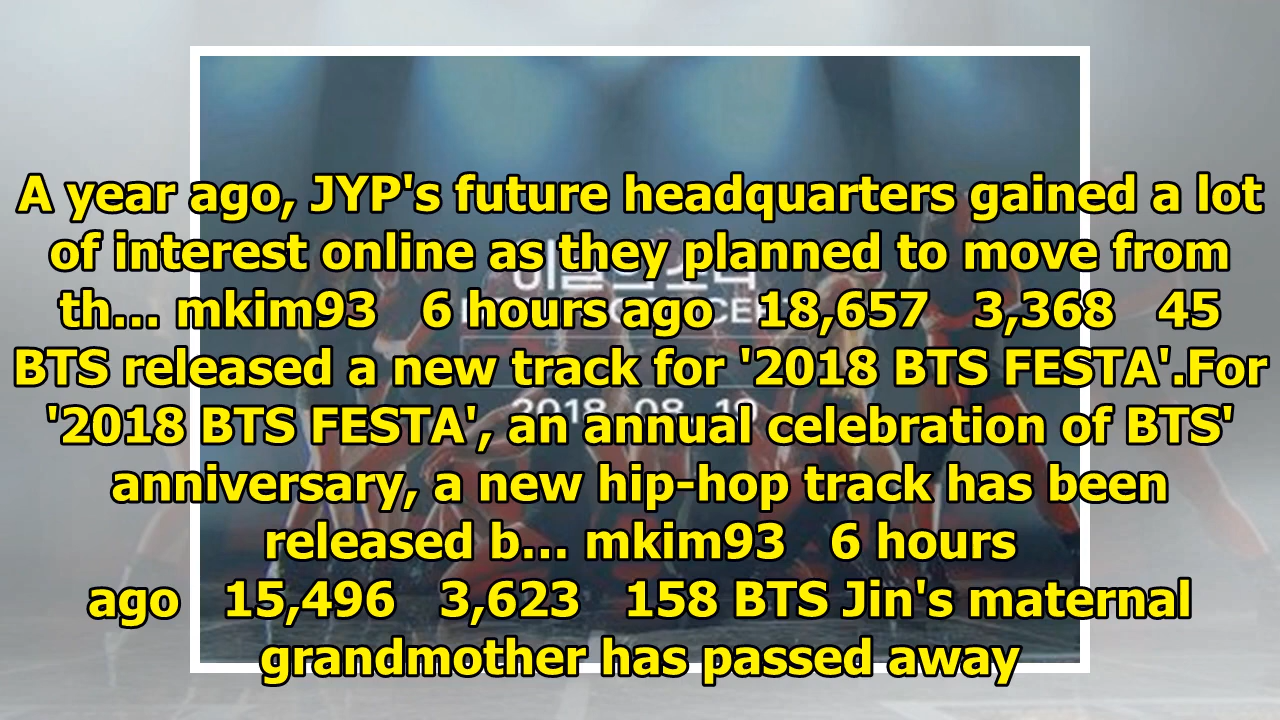 A year ago, JYP's future headquarters gained a lot
of interest online as they planned to move from
th... mkim93 6 hours ago 18,657 3,368 45
BTS released a new track for '2018 BTS FESTA'.For
'2018 BTS FESTA', an annual celebration of BTS'
anniversary, a new hip-hop track has been
released b... mkim93 6 hours
ago 15,496 3,623 158 BTS Jin's maternal
grandmother has passed away
2018